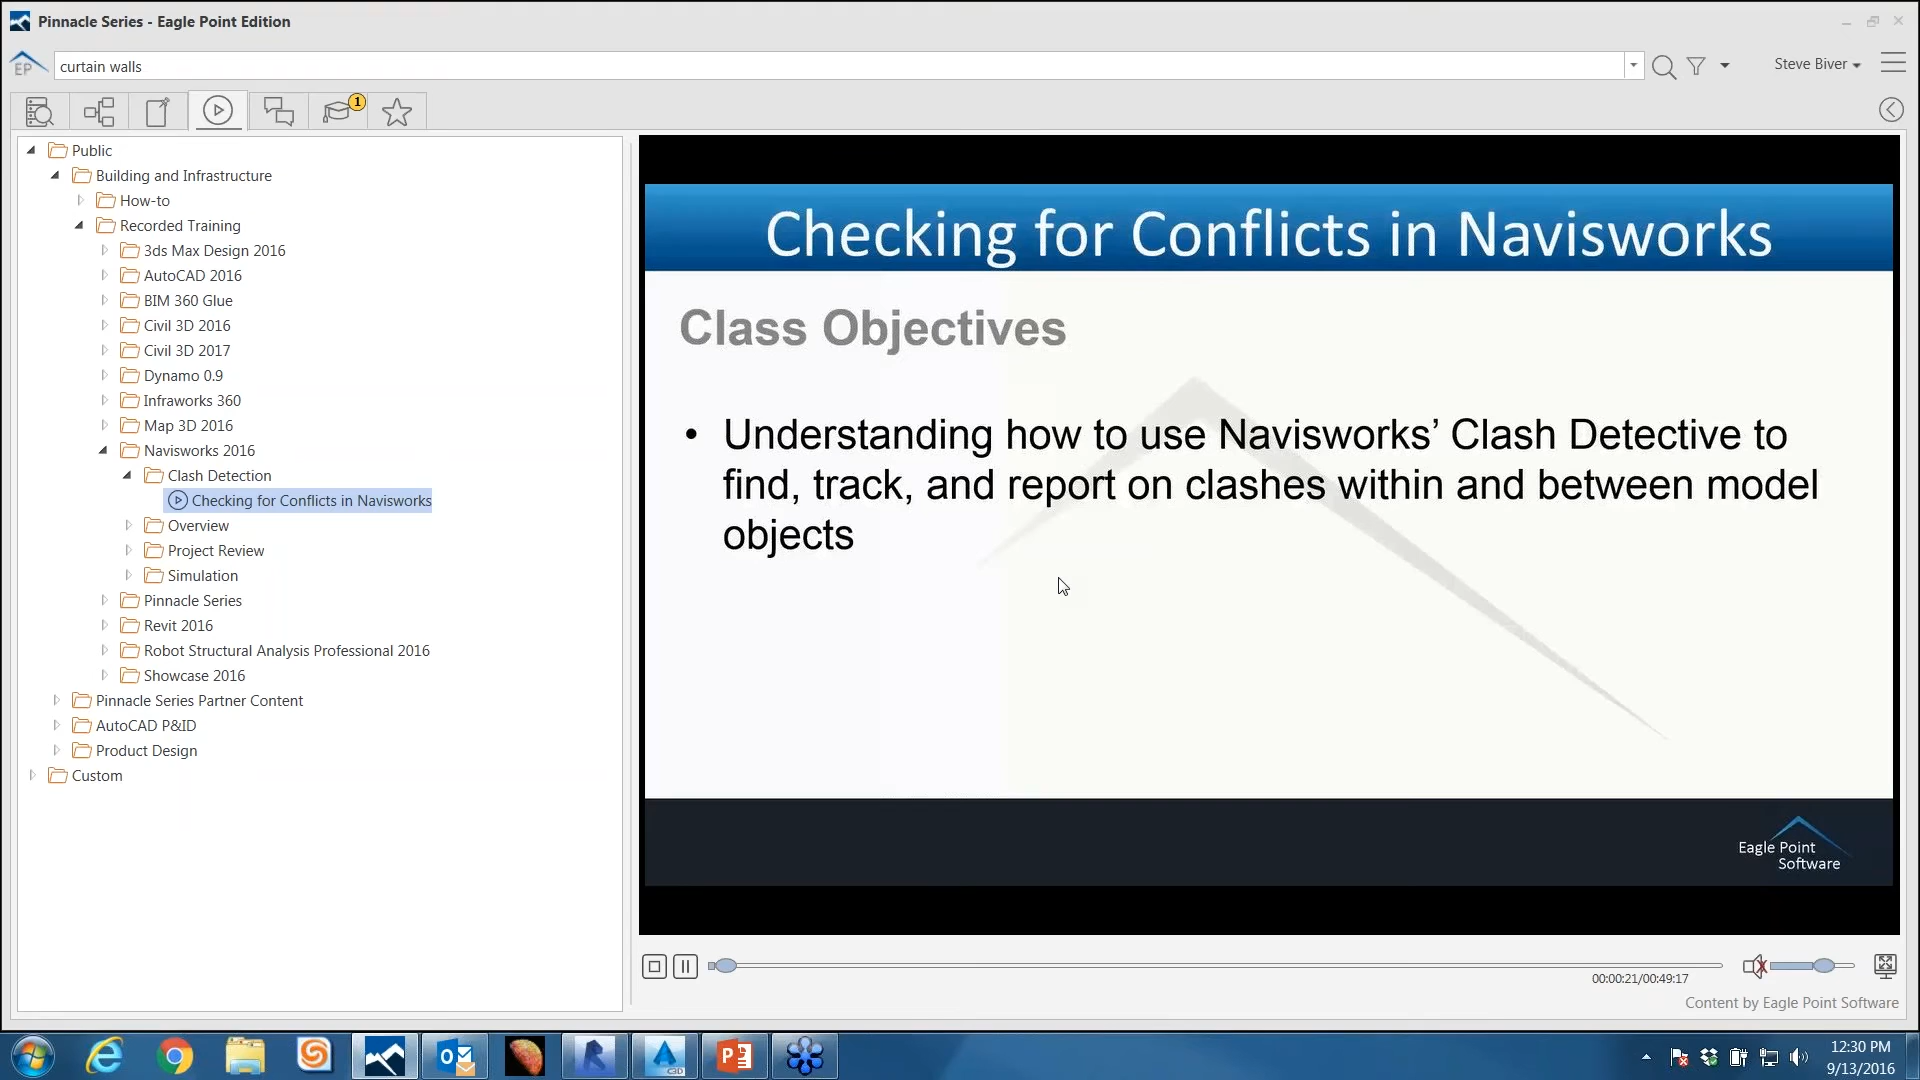 Pinnacle Series - Eagle Point Edition
EP
curtain walls
Steve Biver
1
Public
Building and Infrastructure
How-to
Recorded Training
3ds Max Design 2016
AutoCAD 2016
BIM 360 Glue
Civil 3D 2016
Civil 3D 2017
Dynamo 0.9
Infraworks 360
Map 3D 2016
Navisworks 2016
Clash Detection
Checking for Conflicts in Navisworks
Overview
Project Review
Simulation
Pinnacle Series
Revit 2016
Robot Structural Analysis Professional 2016
Showcase 2016
Pinnacle Series Partner Content
AutoCAD P&ID
Product Design
Custom
Checking for Conflicts in Navisworks
Class Objectives
• Understanding how to use Navisworks’ Clash Detective to
find, track, and report on clashes within and between model
objects
Eagle Point
Software
00:00:21/00:49:17
Content by Eagle Point Software
C3D
12:30 PM
9/13/2016